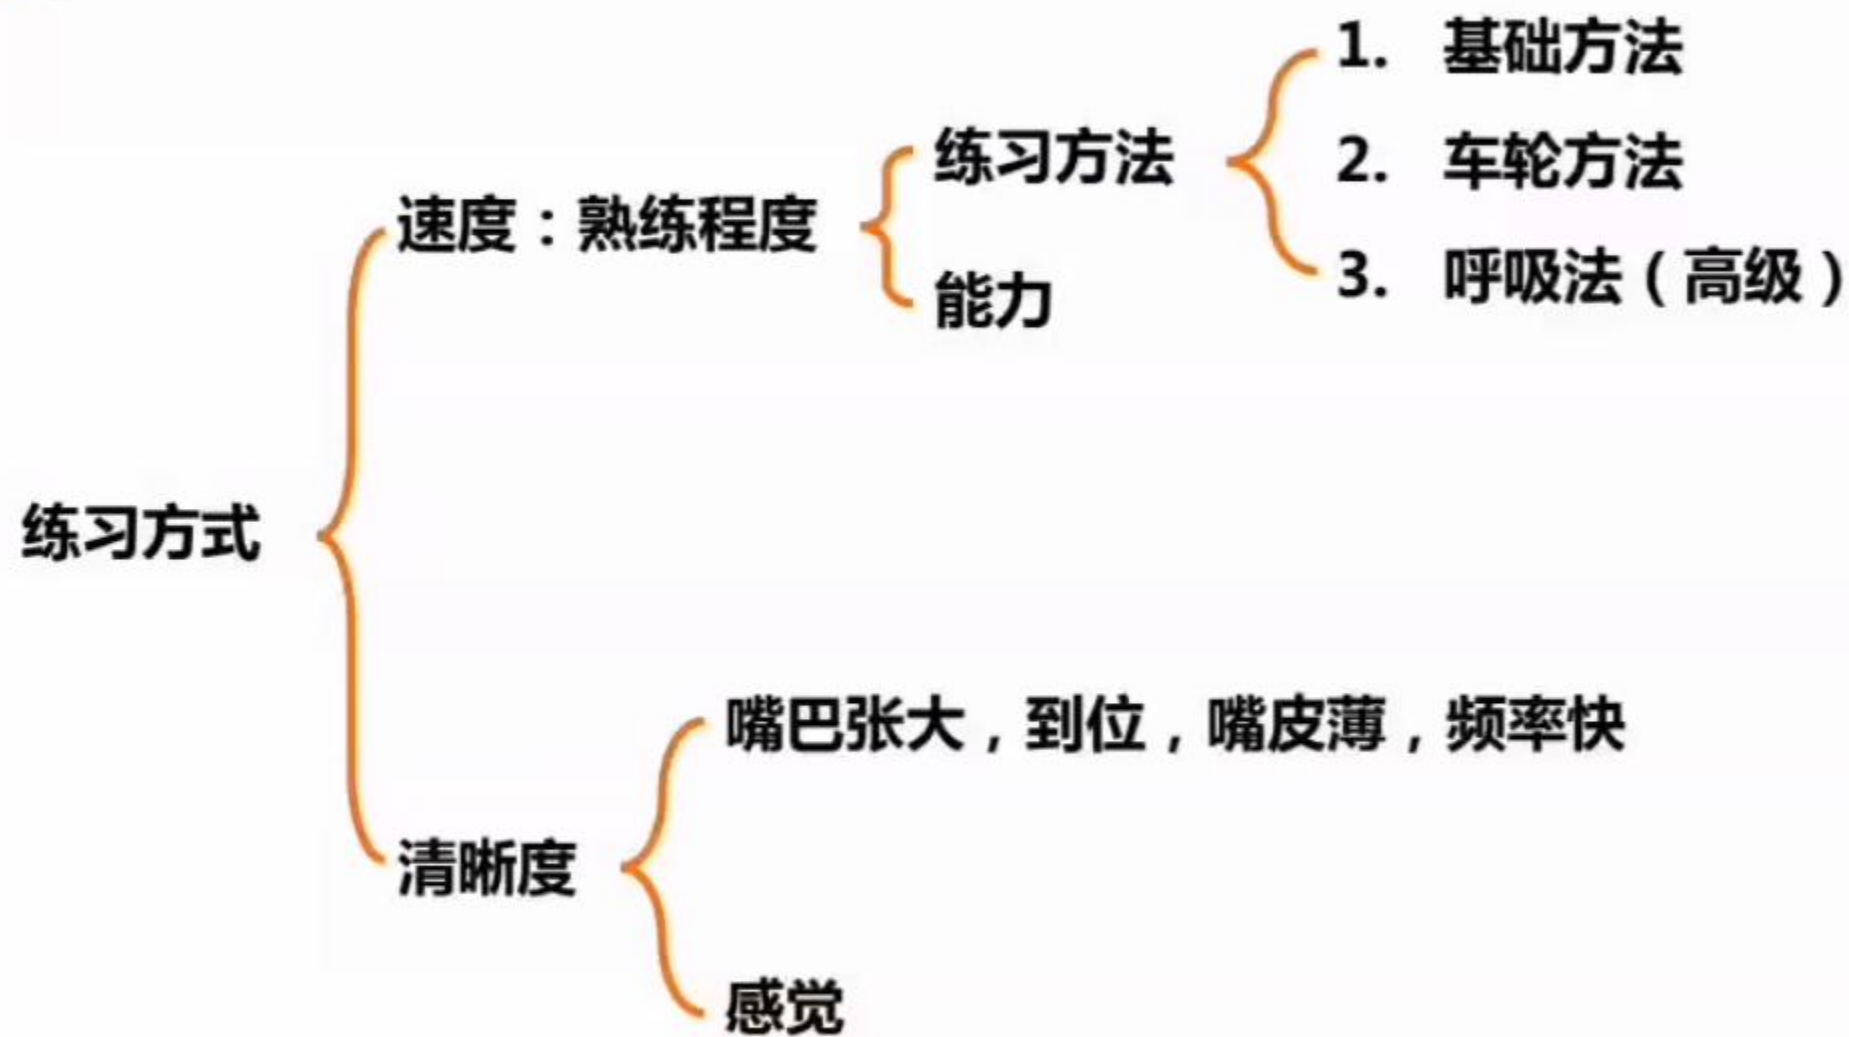 练习方式
速度：熟练程度
练习方法
1. 基础方法
2. 车轮方法
3. 呼吸法（高级）
能力
清晰度
嘴巴张大，到位，嘴皮薄，频率快
感觉